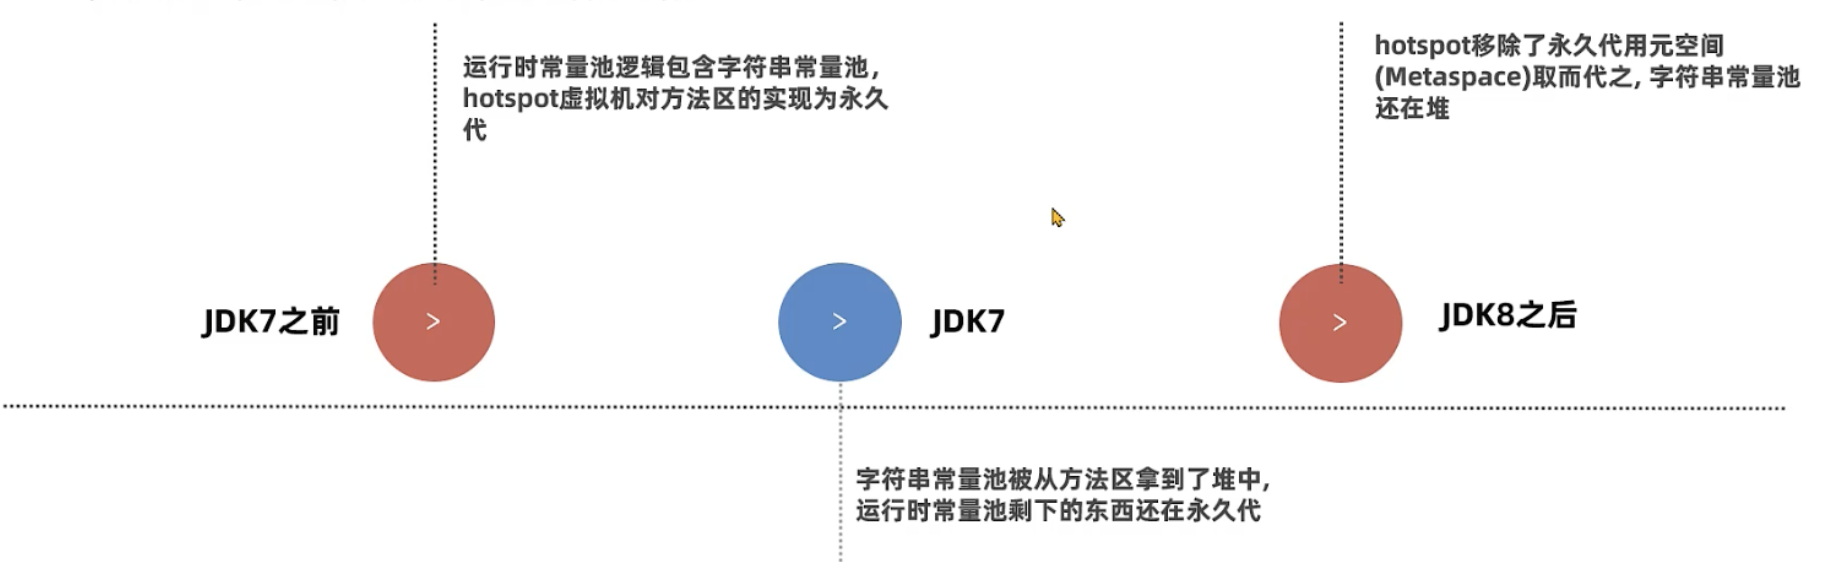 运行时常量池逻辑包含字符串常量池，
hotspot虚拟机对方法区的实现为永久
代
hotspot移除了永久代用元空间
(Metaspace)取而代之, 字符串常量池
还在堆
JDK7之前
>
>
JDK7
>
JDK8之后
字符串常量池被从方法区拿到了堆中,
运行时常量池剩下的东西还在永久代